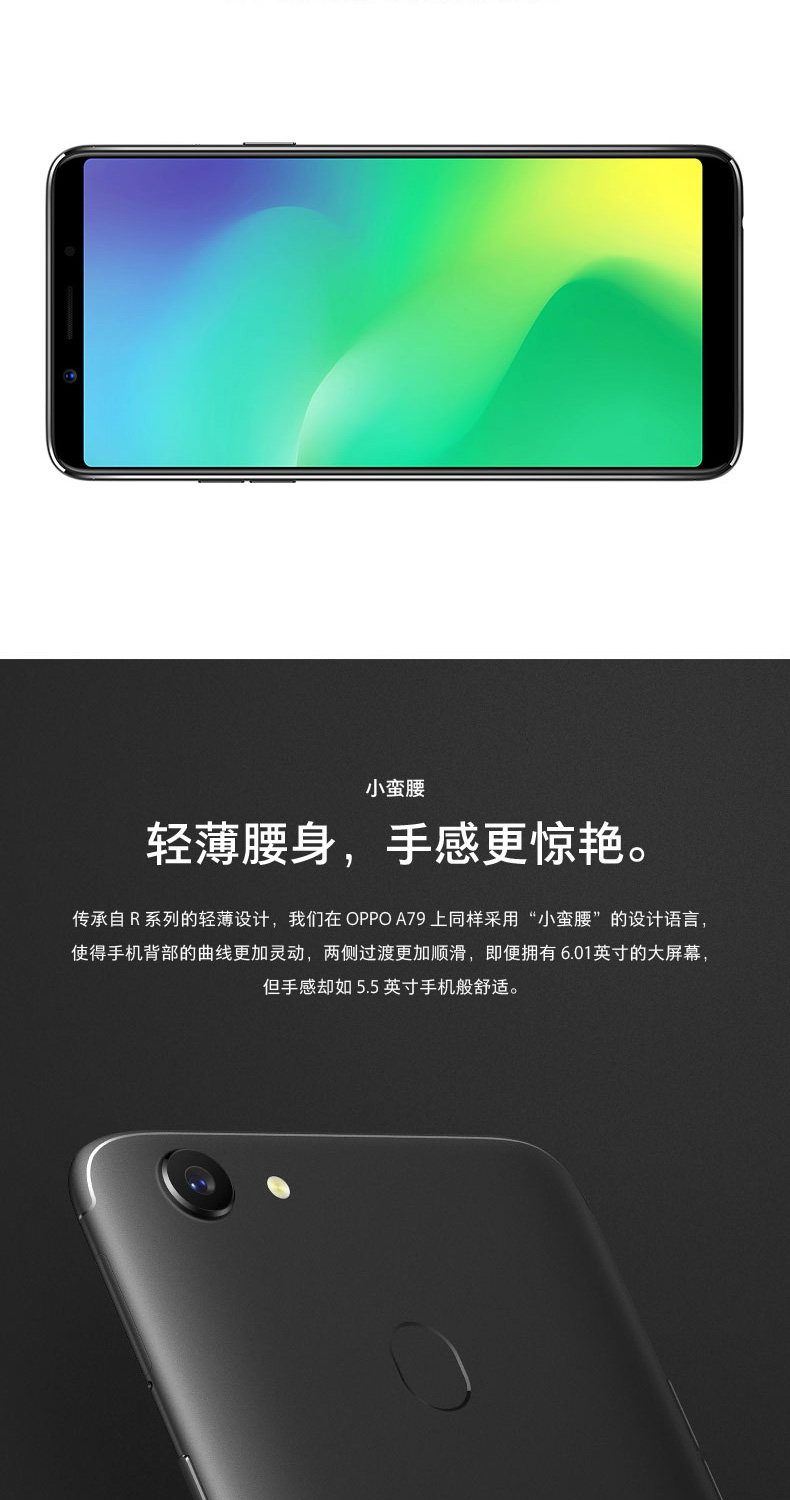 小蛮腰
轻薄腰身，手感更惊艳。
传承自 R 系列的轻薄设计，我们在 OPPO A79 上同样采用“小蛮腰”的设计语言，
使得手机背部的曲线更加灵动，两侧过渡更加顺滑，即便拥有 6.01英寸的大屏幕，
但手感却如 5.5 英寸手机般舒适。